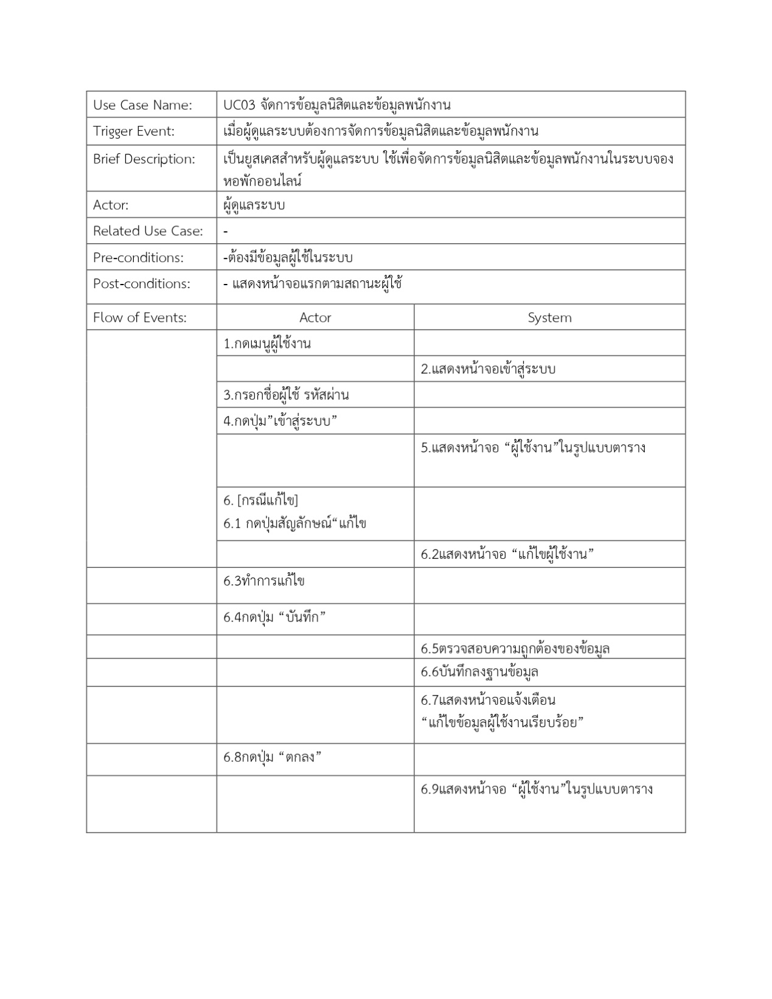 Use Case Name: UC03 จัดการข้อมูลนิสิตและข้อมูลพนักงาน
Trigger Event: เมื่อผู้ดูแลระบบต้องการจัดการข้อมูลนิสิตและข้อมูลพนักงาน
Brief Description: เป็นยูสเคสสำหรับผู้ดูแลระบบ ใช้เพื่อจัดการข้อมูลนิสิตและข้อมูลพนักงานในระบบจอง
หอพักออนไลน์
Actor: ผู้ดูแลระบบ
Related Use Case: -
Pre-conditions: -ต้องมีข้อมูลผู้ใช้ในระบบ
Post-conditions: - แสดงหน้าจอแรกตามสถานะผู้ใช้
Flow of Events: Actor System
1.กดเมนูผู้ใช้งาน
2.แสดงหน้าจอเข้าสู่ระบบ
3.กรอกชื่อผู้ใช้ รหัสผ่าน
4.กดปุ่ม”เข้าสู่ระบบ”
5.แสดงหน้าจอ “ผู้ใช้งาน”ในรูปแบบตาราง
6. [กรณีแก้ไข]
6.1 กดปุ่มสัญลักษณ์“แก้ไข
6.2แสดงหน้าจอ “แก้ไขผู้ใช้งาน”
6.3ทำการแก้ไข
6.4กดปุ่ม “บันทึก”
6.5ตรวจสอบความถูกต้องของข้อมูล
6.6บันทึกลงฐานข้อมูล
6.7แสดงหน้าจอแจ้งเตือน
“แก้ไขข้อมูลผู้ใช้งานเรียบร้อย”
6.8กดปุ่ม “ตกลง”
6.9แสดงหน้าจอ “ผู้ใช้งาน”ในรูปแบบตาราง